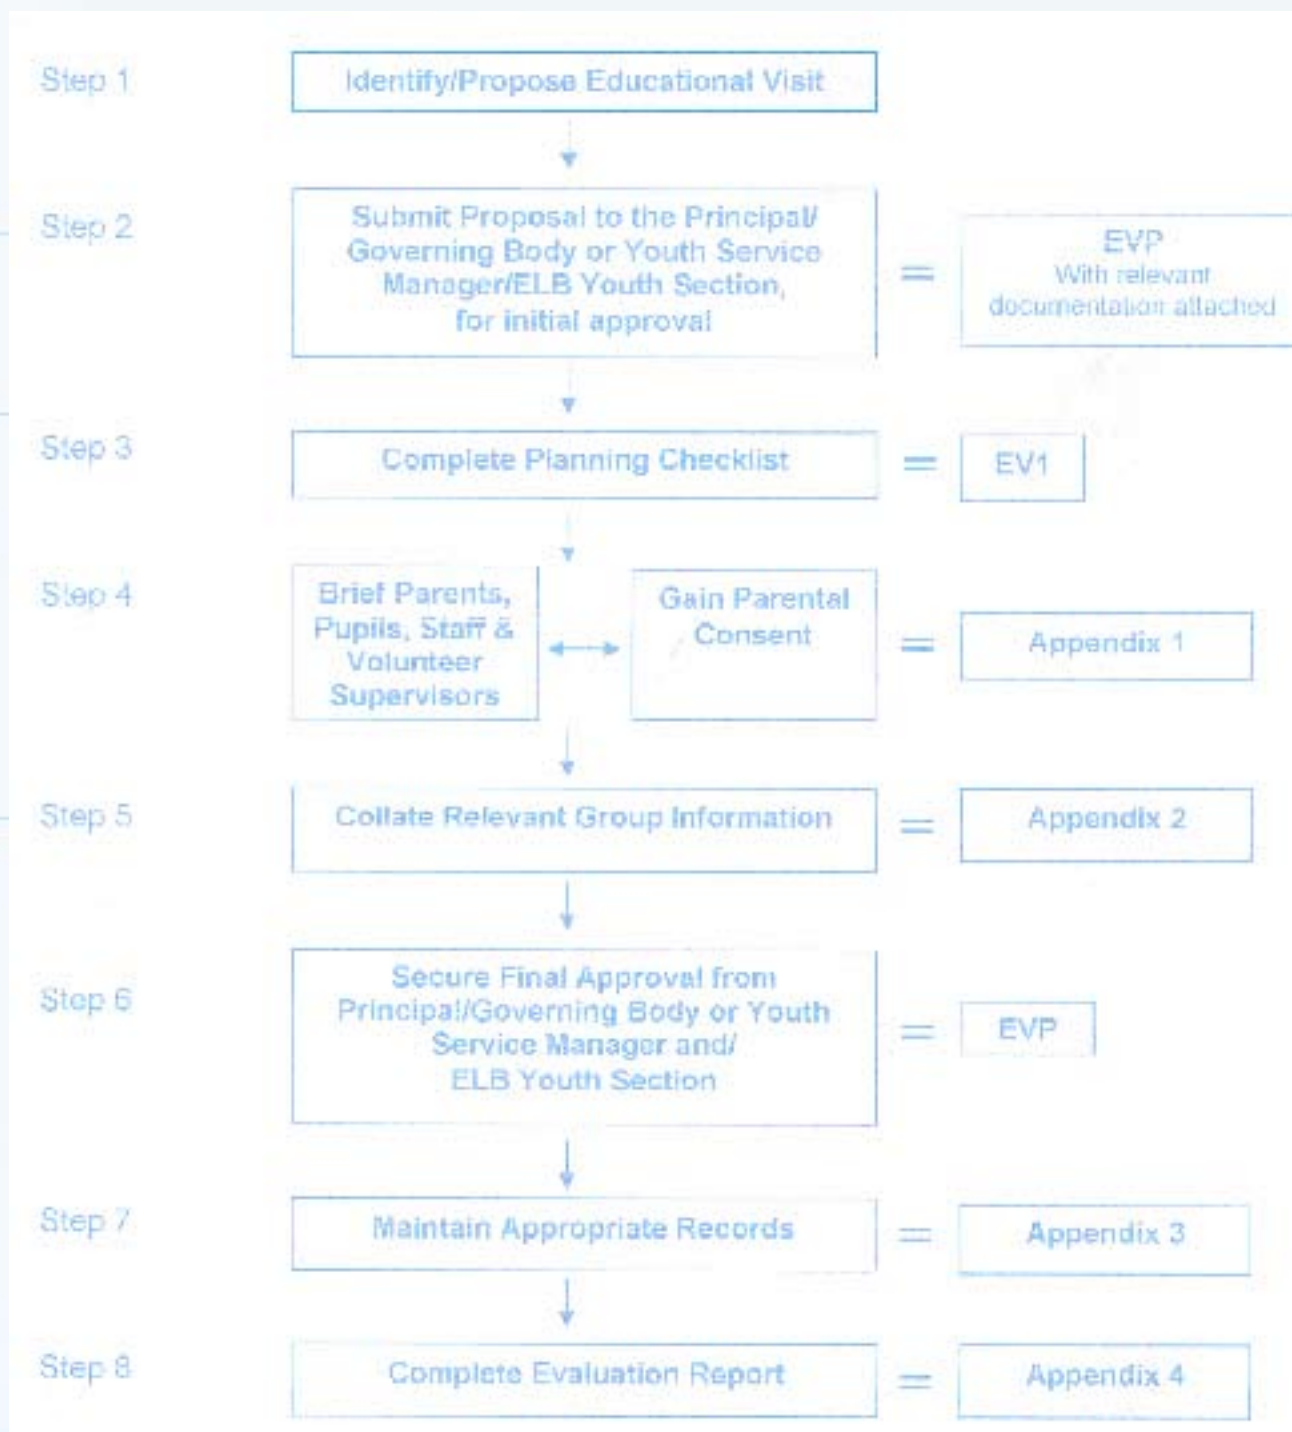 Step 1
Identify/Propose Educational Visit
Step 2
Submit Proposal to the Principal/
Governing Body or Youth Service
Manager/ELB Youth Section,
for initial approval
=
EVP
With relevant
documentation attached
Step 3
Complete Planning Checklist
=
EV1
Step 4
Brief Parents,
Pupils, Staff &
Volunteer
Supervisors
Gain Parental
Consent
=
Appendix 1
Step 5
Collate Relevant Group Information
=
Appendix 2
Step 6
Secure Final Approval from
Principal/Governing Body or Youth
Service Manager and/
ELB Youth Section
=
EVP
Step 7
Maintain Appropriate Records
=
Appendix 3
Step 8
Complete Evaluation Report
=
Appendix 4